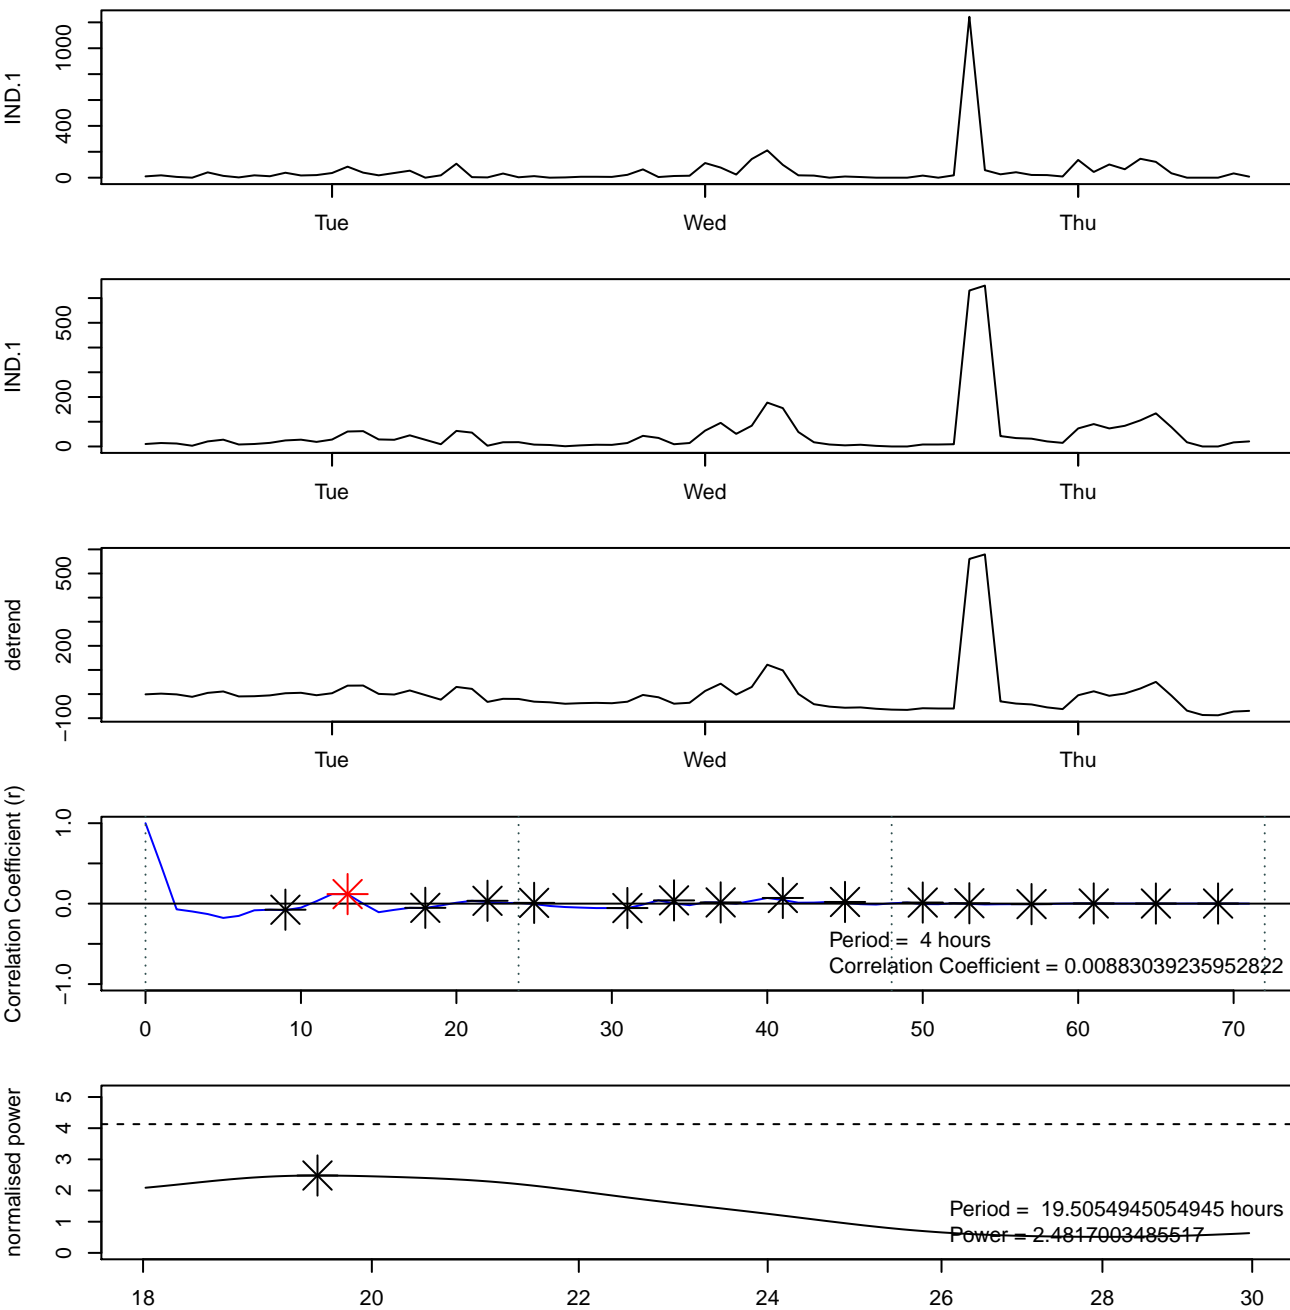 IND.1
0
400
1000
Tue
Wed
Thu
IND.1
0
200
500
Tue
Wed
Thu
detrend
−100
200
500
Tue
Wed
Thu
Correlation Coefficient (r)
−1.0
0.0
1.0
Period = 4 hours
Correlation Coefficient = 0.00883039235952822
0 10 20 30 40 50 60 70
normalised power
0
1
2
3
4
5
Period = 19.5054945054945 hours
Power = 2.4817003485517
18 20 22 24 26 28 30